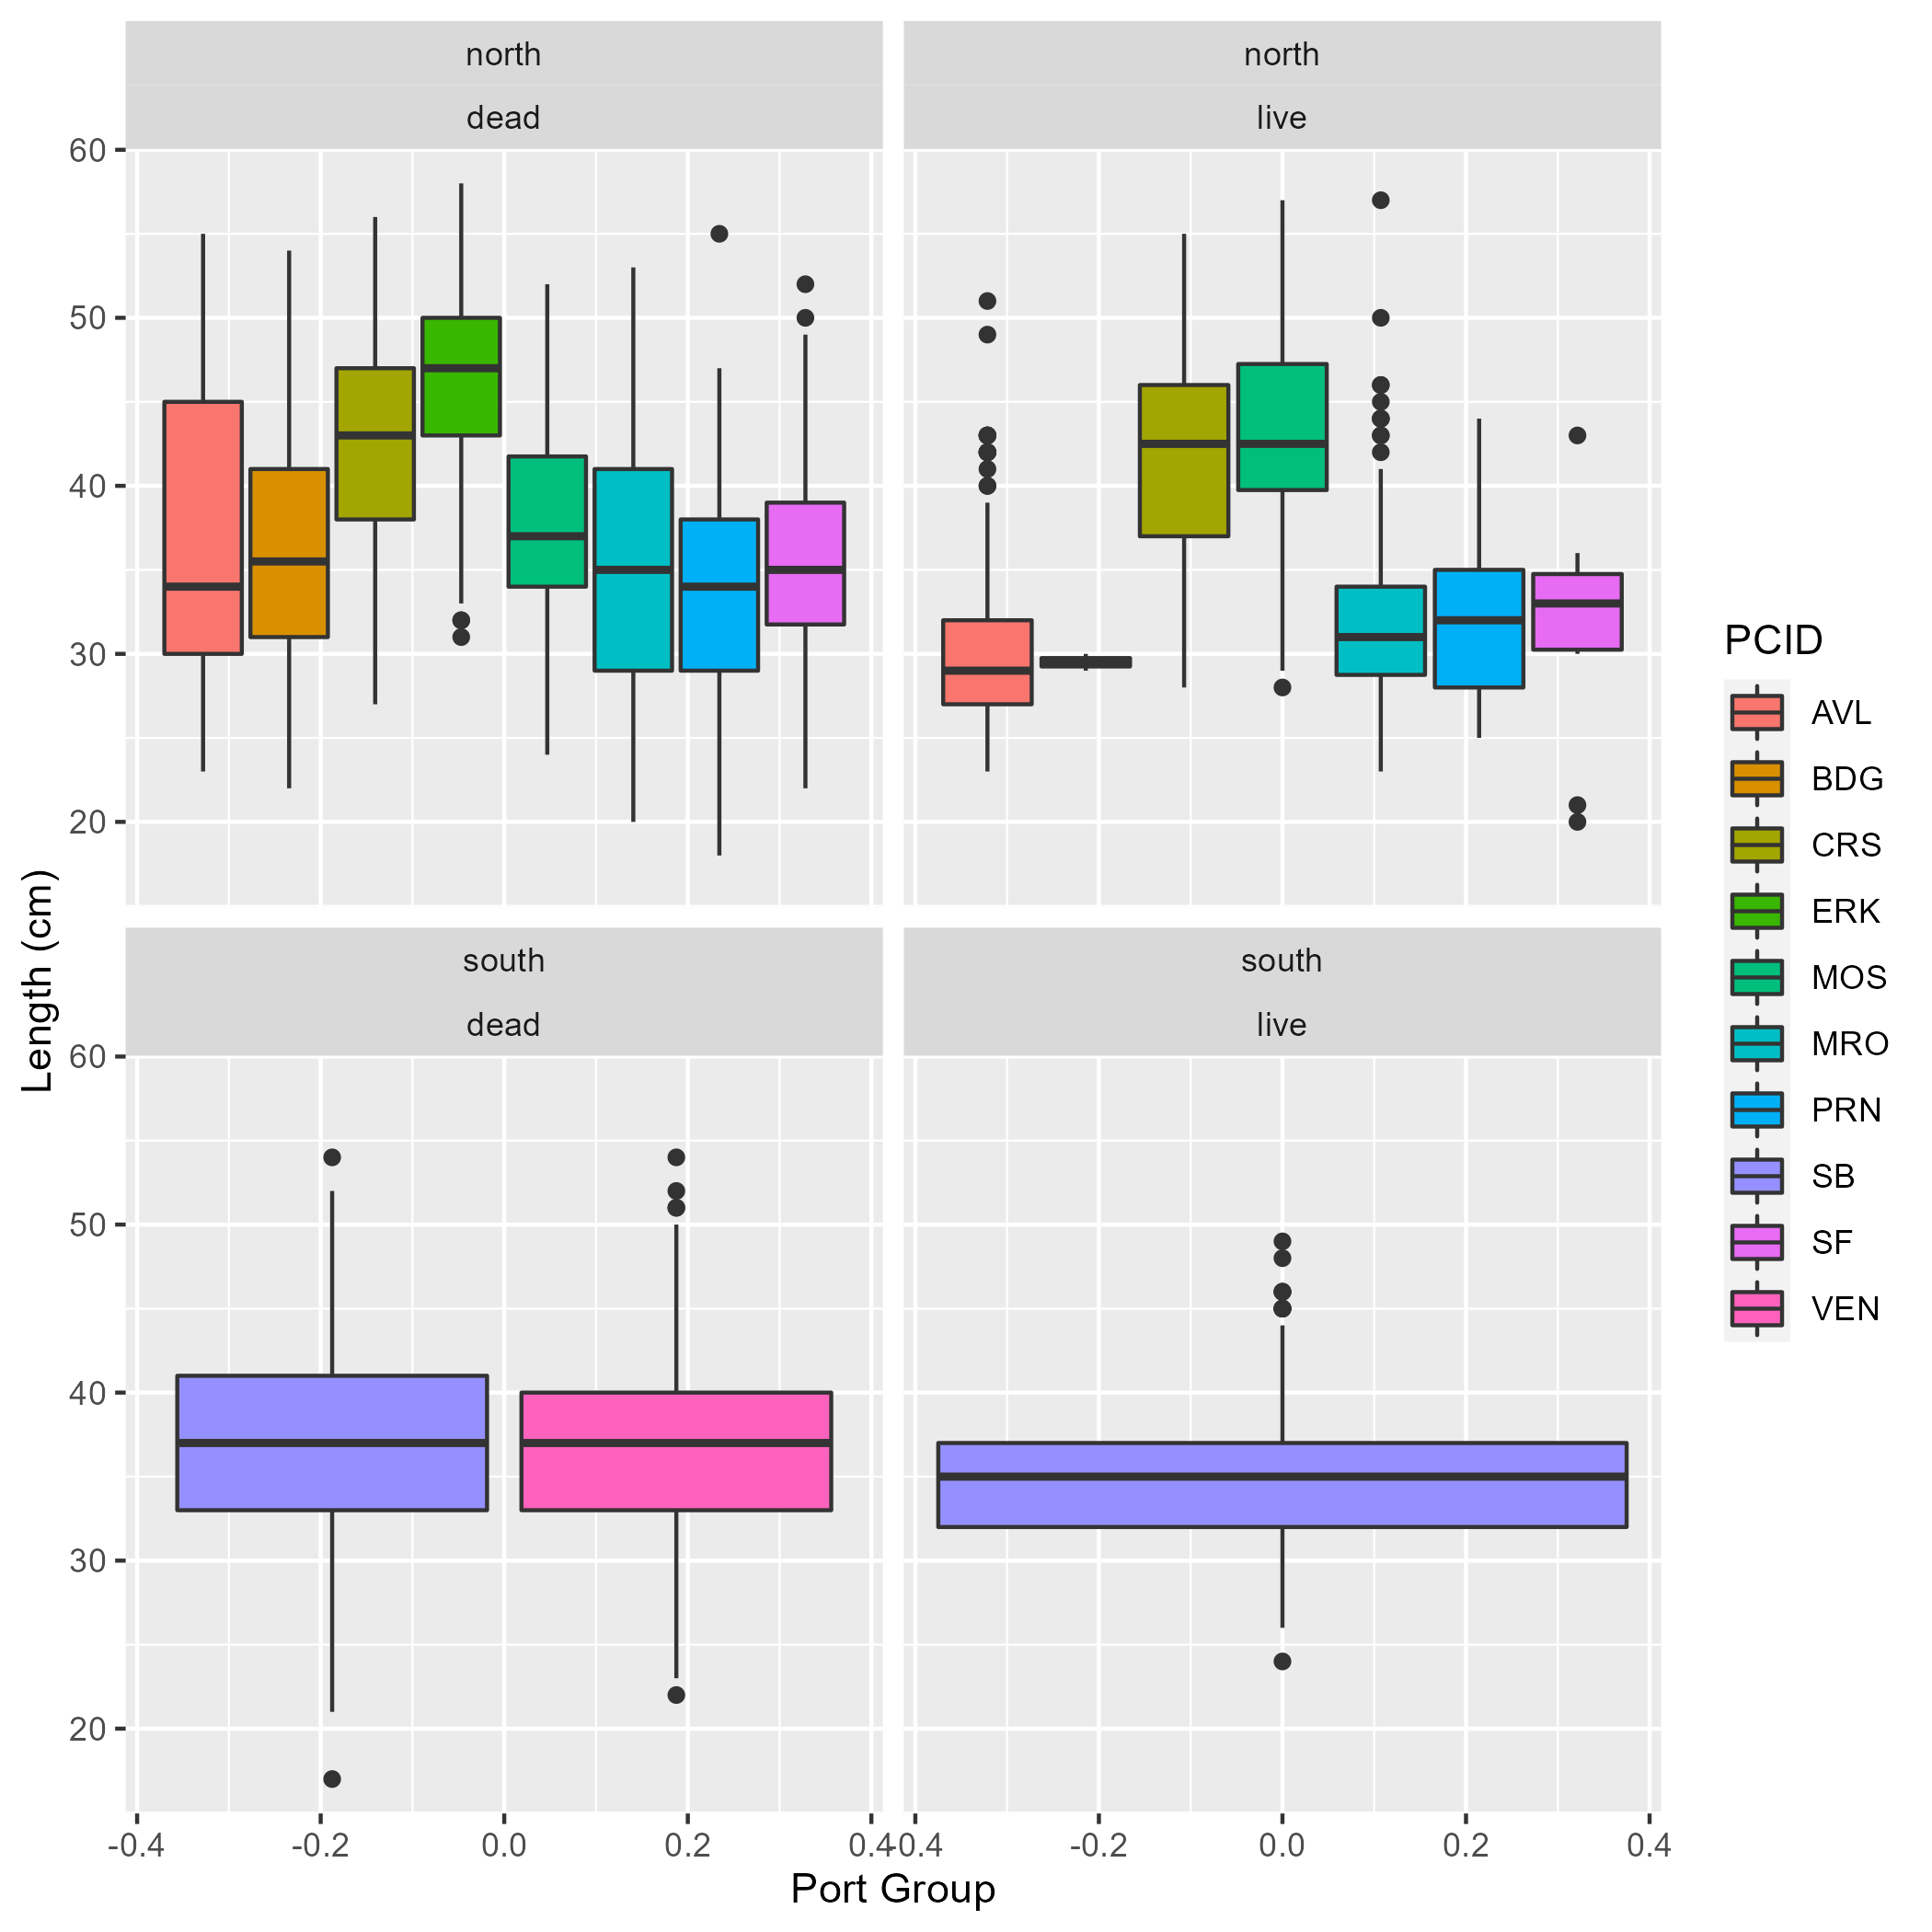 north
north
dead
live
60
50
40
30
20
south
south
dead
live
60
50
40
30
20
Length (cm)
-0.4
-0.2
0.0
0.2
0.4
-0.4
-0.2
0.0
0.2
0.4
Port Group
PCID
AVL
BDG
CRS
ERK
MOS
MRO
PRN
SB
SF
VEN